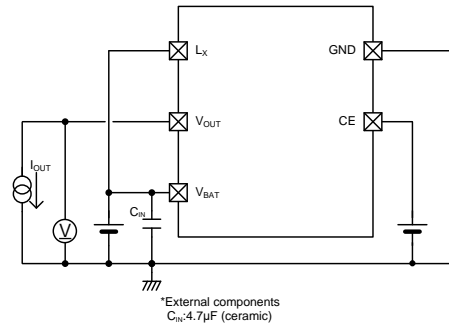 LX
GND
VOUT
CE
IOUT
VBAT
CIN
V
*External components
CIN:4.7μF (ceramic)